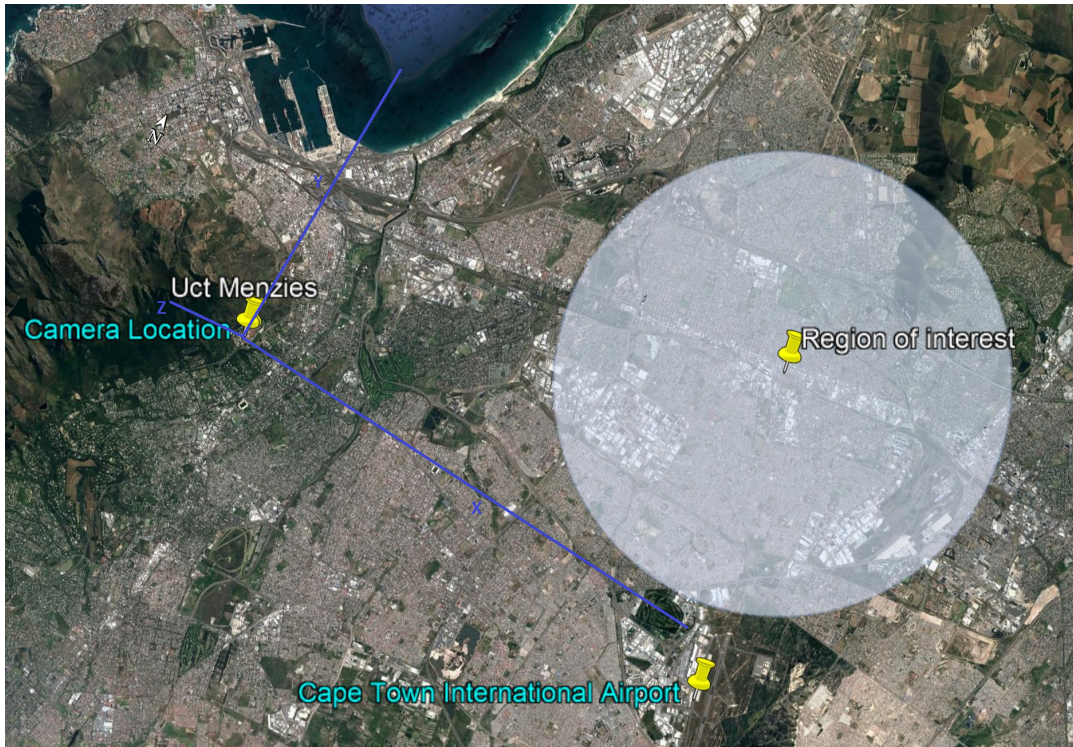 N
Y
Uct Menzies
Z
Camera Location
Region of interest
X
Cape Town International Airport